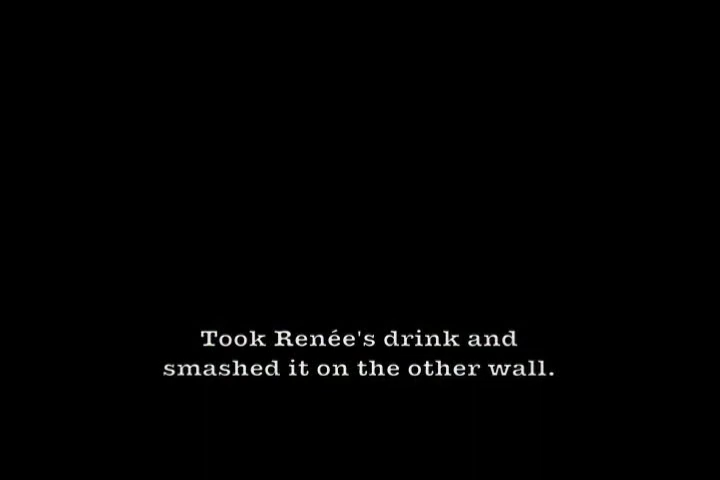 Took Renée's drink and
smashed it on the other wall.